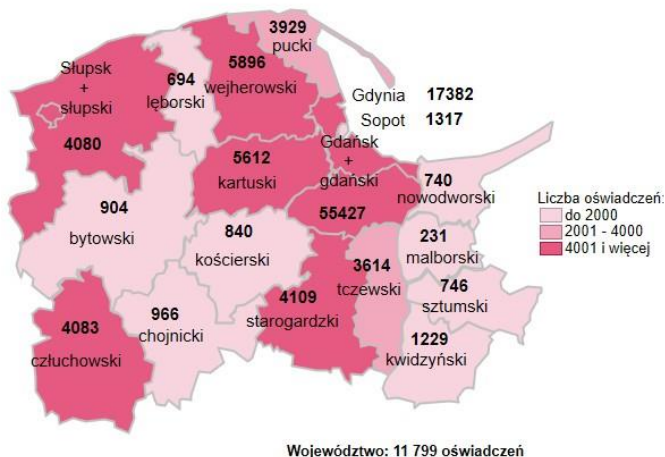 3929
pucki
5896
wejherowski
694
lęborski
Słupsk
+
słupski
4080
Gdynia 17382
Sopot 1317
Gdańsk
+
gdański
55427
5612
kartuski
740
nowodworski
904
bytowski
840
kościerski
231
malborski
3614
tczewski
746
sztumski
4109
starogardzki
966
chojnicki
4083
człuchowski
1229
kwidzyński
Liczba oświadczeń:
do 2000
2001 - 4000
4001 i więcej
Województwo: 11 799 oświadczeń